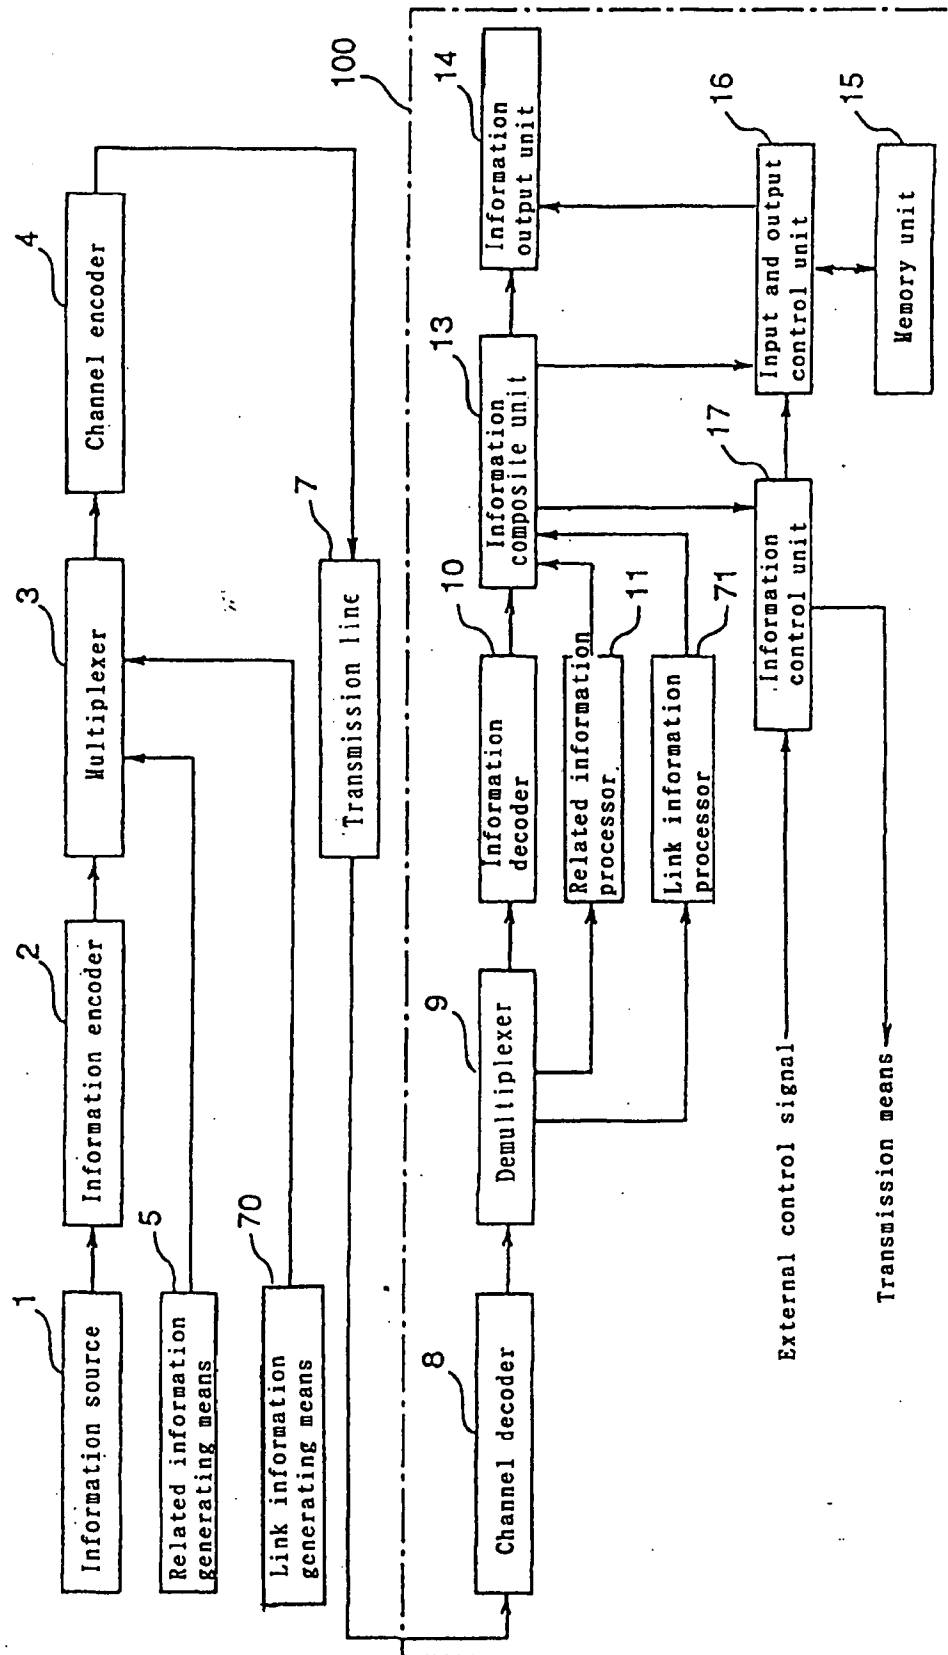 1
Information source
2
Information encoder
3
Multiplexer
4
Channel encoder
5
Related information
generating means
70
Link information
generating means
7
Transmission line
100
8
Channel decoder
9
Demultiplexer
10
Information
decoder
11
Related information
processor
71
Link information
processor
13
Information
composite unit
14
Information
output unit
16
Input and output
control unit
15
Memory unit
17
Information
control unit
External control signal
Transmission means